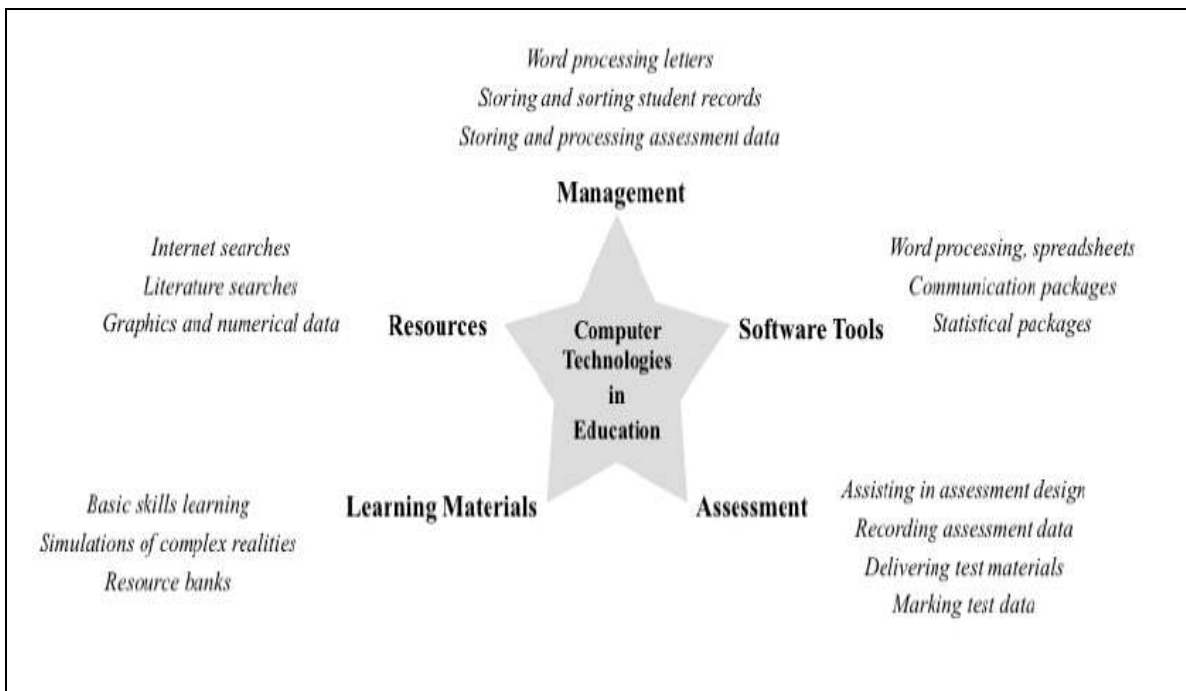 Word processing letters
Storing and sorting student records
Storing and processing assessment data
Management
Internet searches
Literature searches
Graphics and numerical data
Resources
Computer
Technologies
in
Education
Software Tools
Word processing, spreadsheets
Communication packages
Statistical packages
Basic skills learning
Simulations of complex realities
Resource banks
Learning Materials
Assessment
Assisting in assessment design
Recording assessment data
Delivering test materials
Marking test data